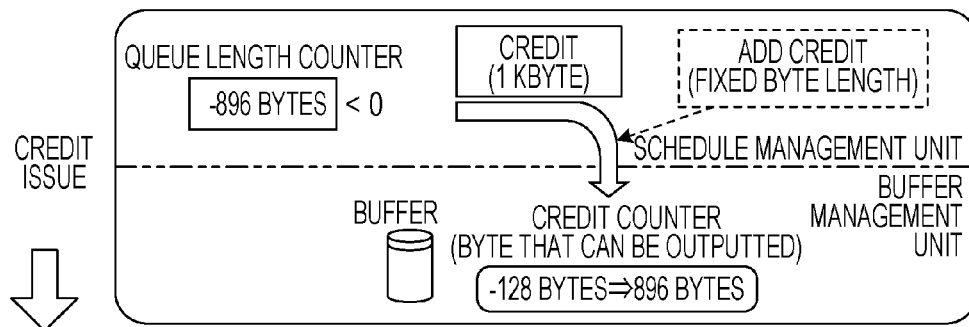 QUEUE LENGTH COUNTER
-896 BYTES < 0
CREDIT
(1 KBYTE)
ADD CREDIT
(FIXED BYTE LENGTH)
CREDIT
ISSUE
SCHEDULE MANAGEMENT UNIT
BUFFER
MANAGEMENT
UNIT
BUFFER
CREDIT COUNTER
(BYTE THAT CAN BE OUTPUTTED)
-128 BYTES⇒896 BYTES